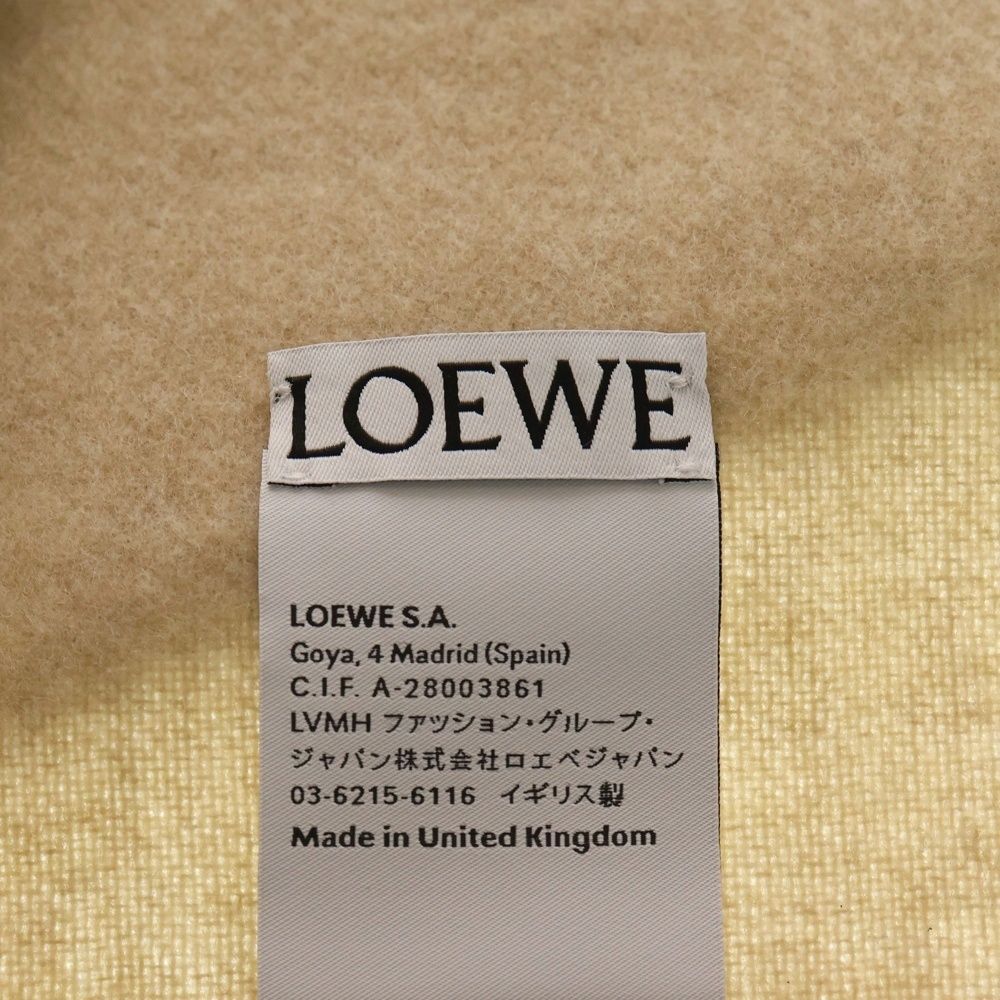 LOEWE
LOEWE S.A.
Goya, 4 Madrid (Spain)
C.I.F. A-28003861
LVMH ファッション・グループ・
ジャパン株式会社ロエベジャパン
03-6215-6116 イギリス製
Made in United Kingdom